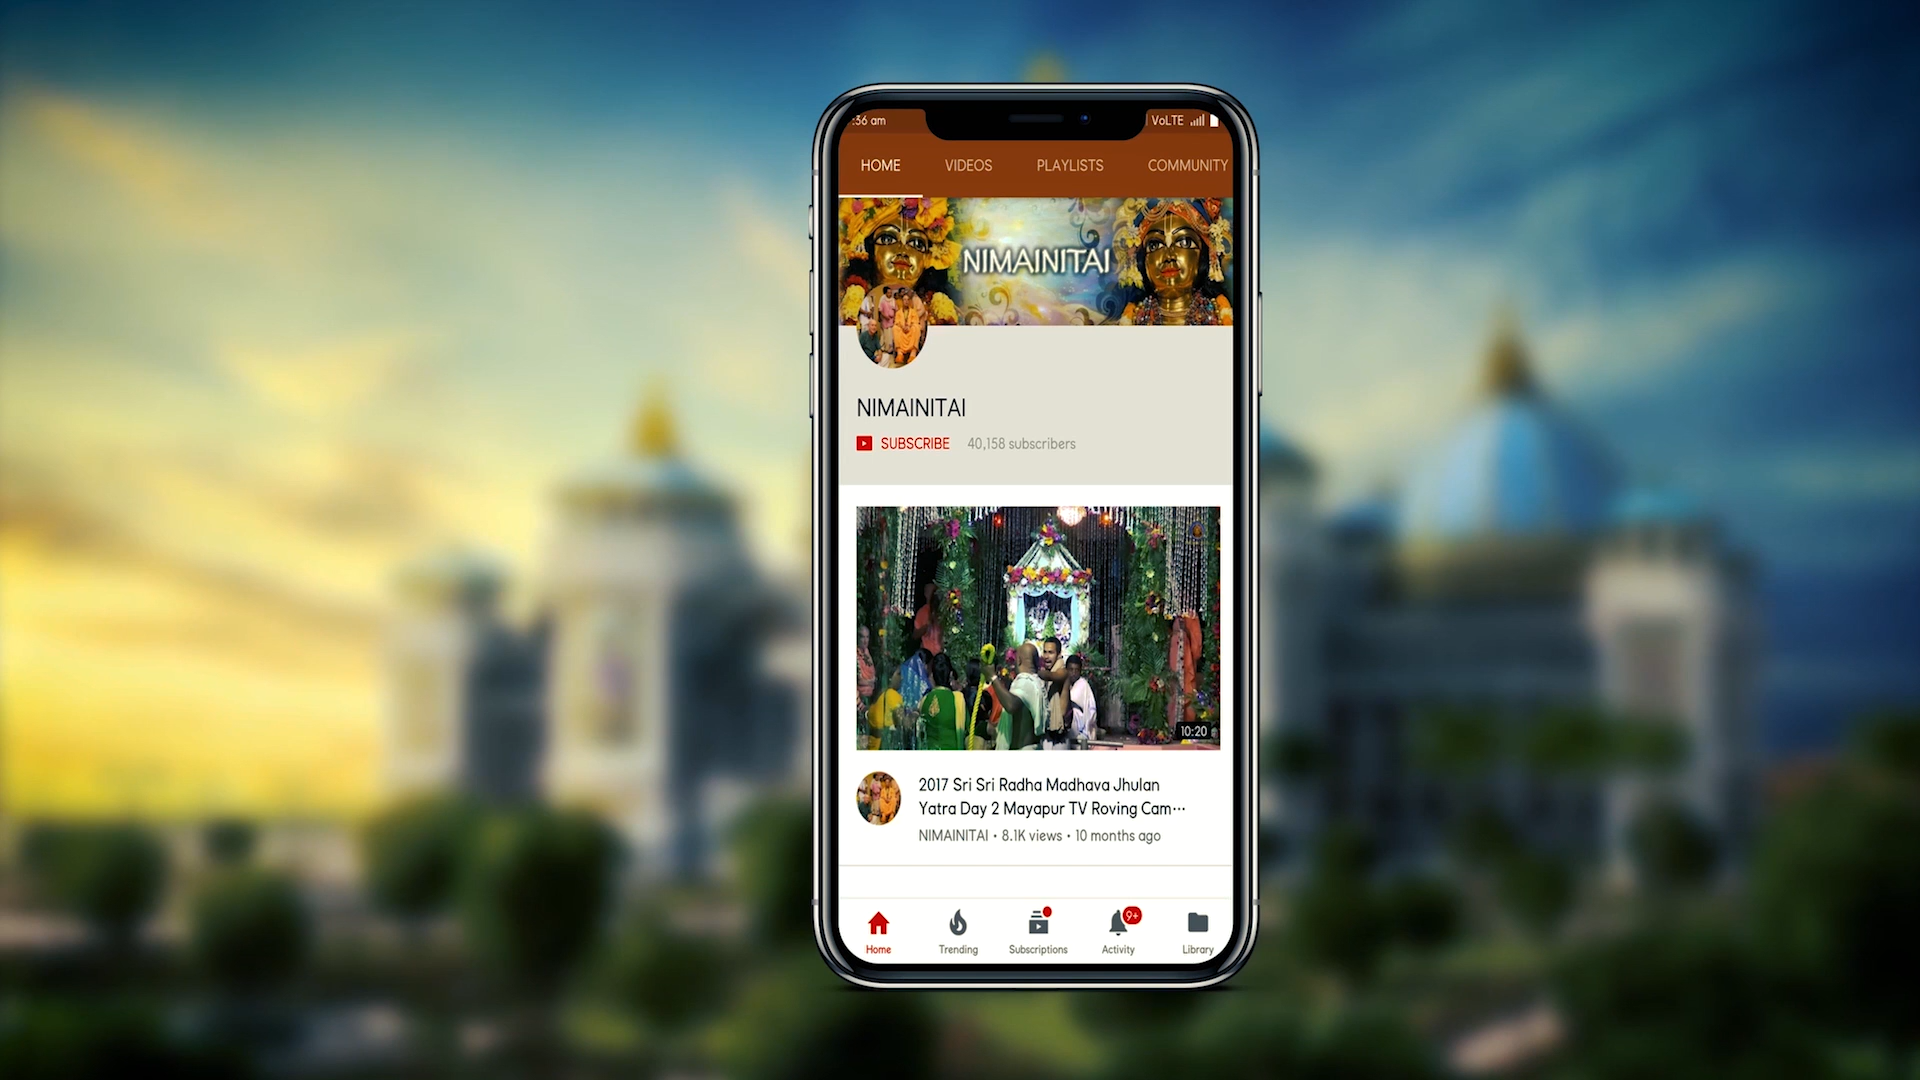 :36 am
VoLTE
HOME VIDEOS PLAYLISTS COMMUNITY
NIMAINITAI
NIMAINITAI
SUBSCRIBE 40,158 subscribers
10:20
2017 Sri Sri Radha Madhava Jhulan
Yatra Day 2 Mayapur TV Roving Cam...
NIMAINITAI • 8.1K views • 10 months ago
9+
Home Trending Subscriptions Activity Library